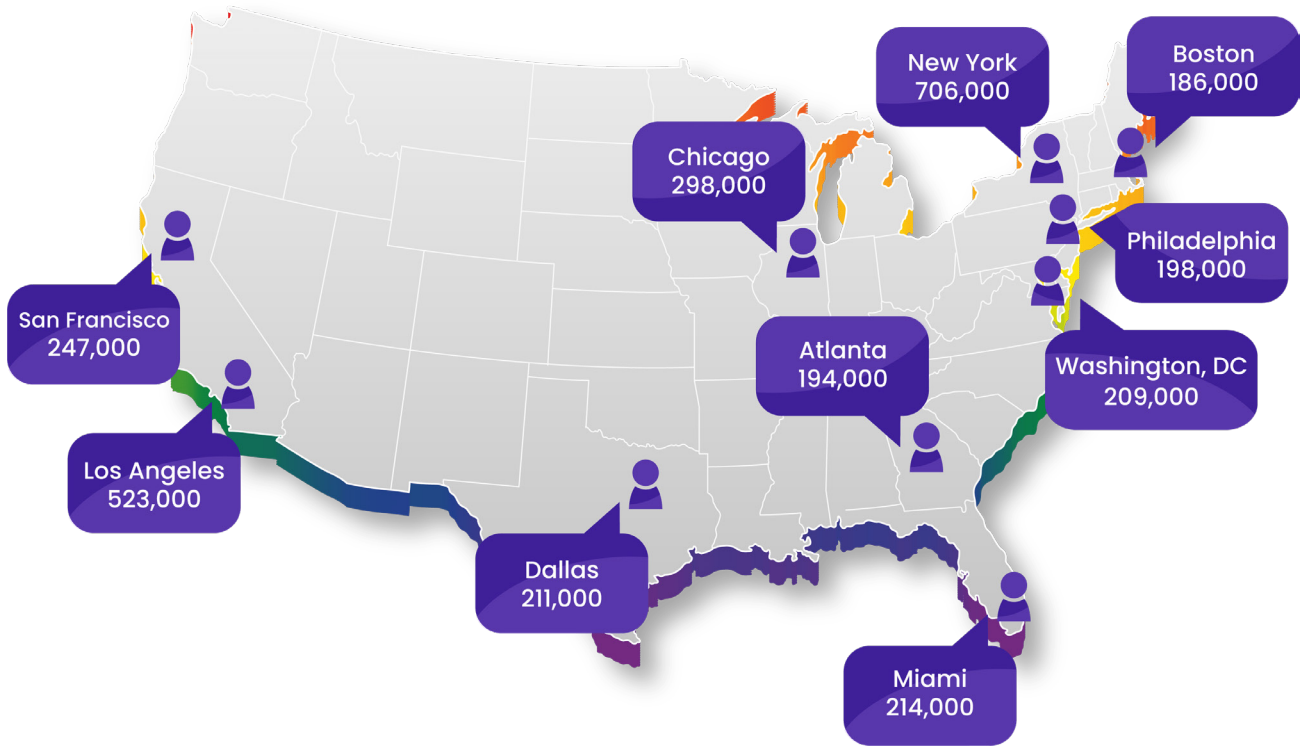 New York
706,000
Boston
186,000
Chicago
298,000
Philadelphia
198,000
San Francisco
247,000
Atlanta
194,000
Washington, DC
209,000
Los Angeles
523,000
Dallas
211,000
Miami
214,000